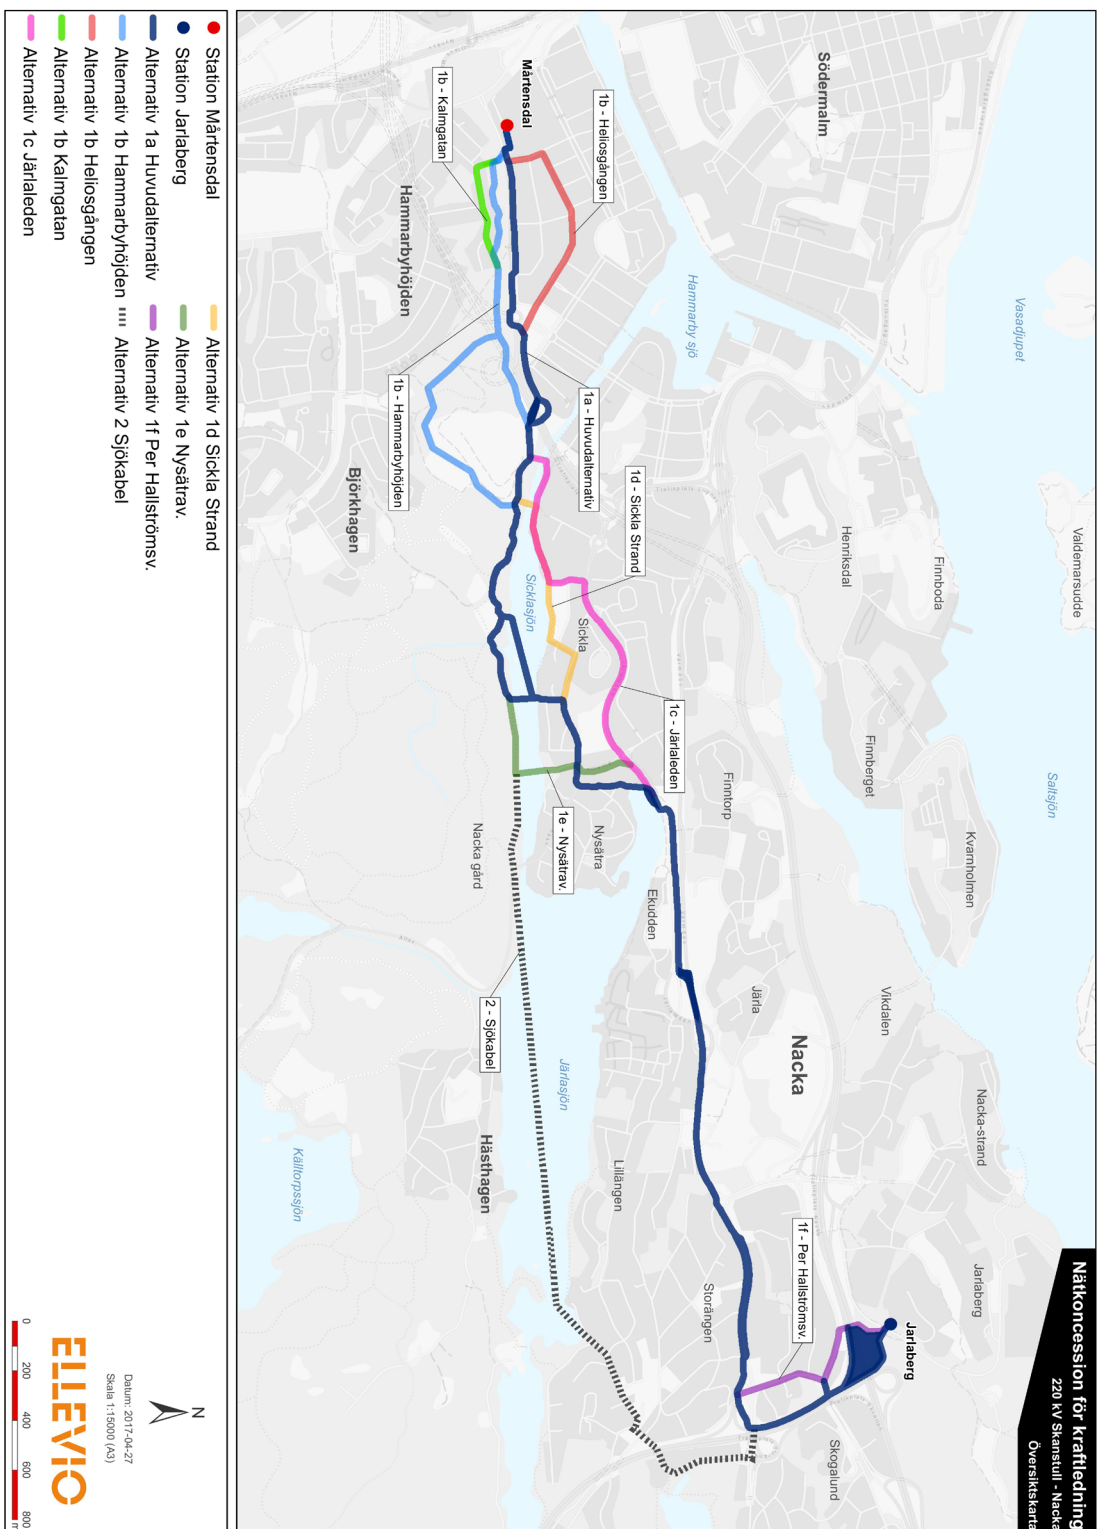 Nätkoncession för kraftledning
220 kV Skanstull - Nacka
Översiktskarta
Södermalm
Vasadjupet
Valdemarsudde
Saltsjön
Hammarby sjö
Henriksdal
Finnboda
Finnberget
Kvarnholmen
Vikdalen
Nacka-strand
Jarlaberg
Jarlaberg
Mårtensdal
1b - Heliosgången
1b - Kalmgatan
Hammarbyhöjden
1b - Hammarbyhöjden
1a - Huvudalternativ
1d - Sickla Strand
Björkhagen
Sicklasjön
Sickla
1c - Järlaleden
Finntorp
1e - Nysätrav.
Nysätra
Nacka gård
Ekudden
Järla
Nacka
2 - Sjökabel
Järlasjön
Hästhagen
Lillängen
Källtorpssjön
Storängen
1f - Per Hallströmsv.
Skogalund
Station Mårtensdal
Station Jarlaberg
Alternativ 1a Huvudalternativ
Alternativ 1b Hammarbyhöjden
Alternativ 1b Heliosgången
Alternativ 1b Kalmgatan
Alternativ 1c Järlaleden
Alternativ 1d Sickla Strand
Alternativ 1e Nysätrav.
Alternativ 1f Per Hallströmsv.
Alternativ 2 Sjökabel
N
Datum: 2017-04-27
Skala 1:15000 (A3)
ELLEVIO
0 200 400 600 800
m